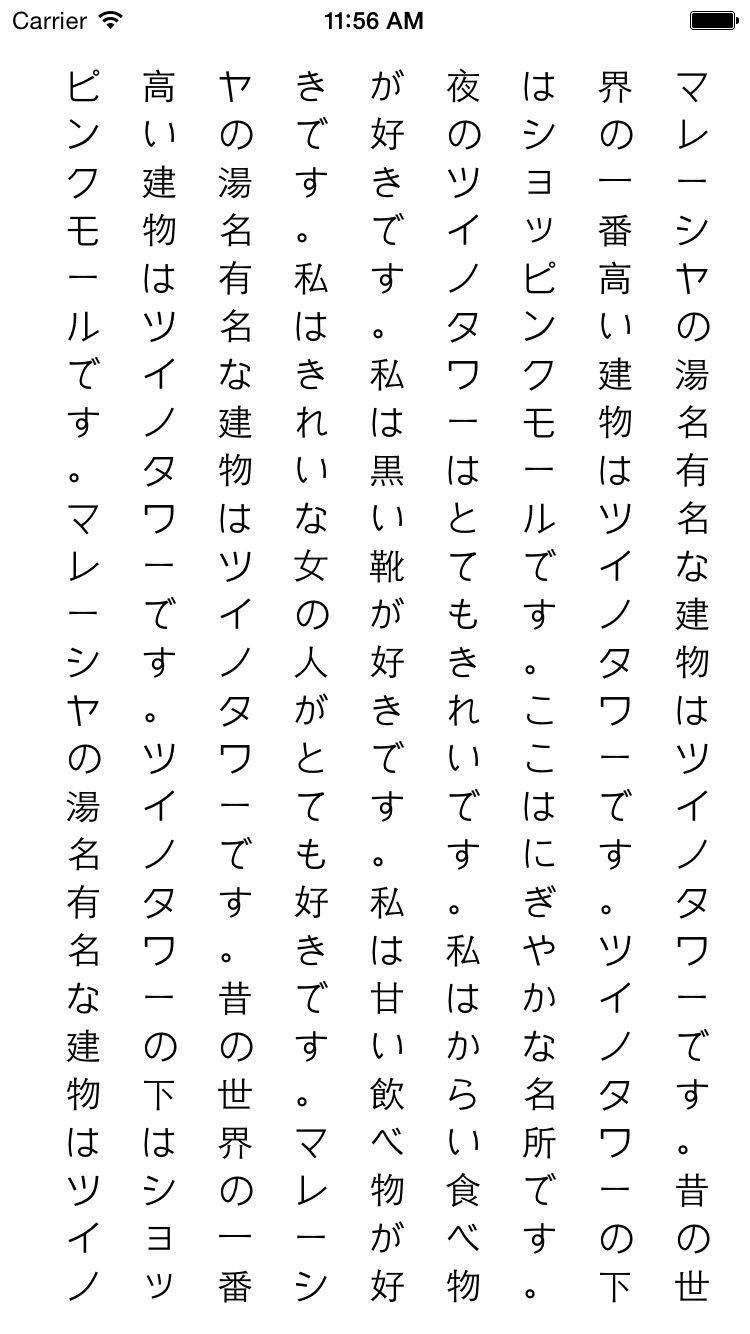 Carrier 11:56 AM
マレーシヤの湯名有名な建物はツイノタワーです。昔の世
界の一番高い建物はツイノタワーです。ツイノタワーの下
はショッピンクモールです。ここはにぎやかな名所です。
夜のツイノタワーはとてもきれいです。私はからい食べ物
が好きです。私は黒い靴が好きです。私は甘い飲べ物が好
きです。私はきれいな女の人がとても好きです。マレーシ
ヤの湯名有名な建物はツイノタワーです。昔の世界の一番
高い建物はツイノタワーです。ツイノタワーの下はショッ
ピンクモールです。マレーシヤの湯名有名な建物はツイノ